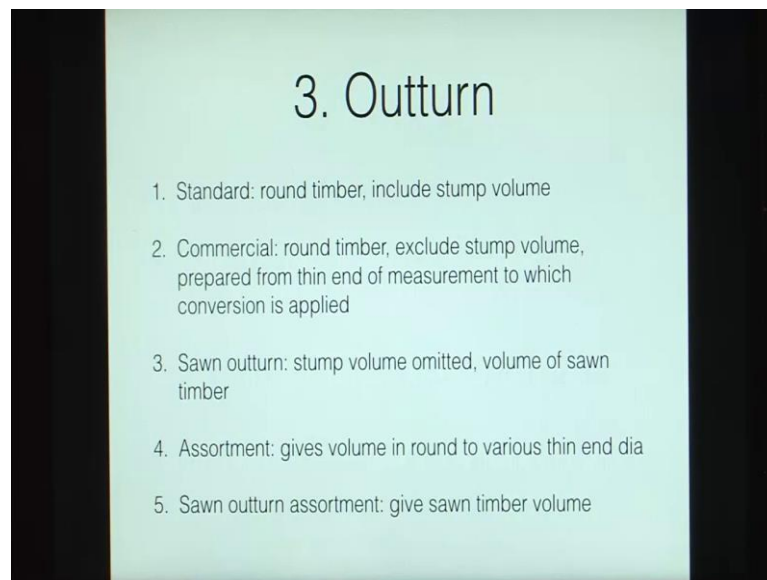 3. Outturn
1. Standard: round timber, include stump volume
2. Commercial: round timber, exclude stump volume,
prepared from thin end of measurement to which
conversion is applied
3. Sawn outturn: stump volume omitted, volume of sawn
timber
4. Assortment: gives volume in round to various thin end dia
5. Sawn outturn assortment: give sawn timber volume